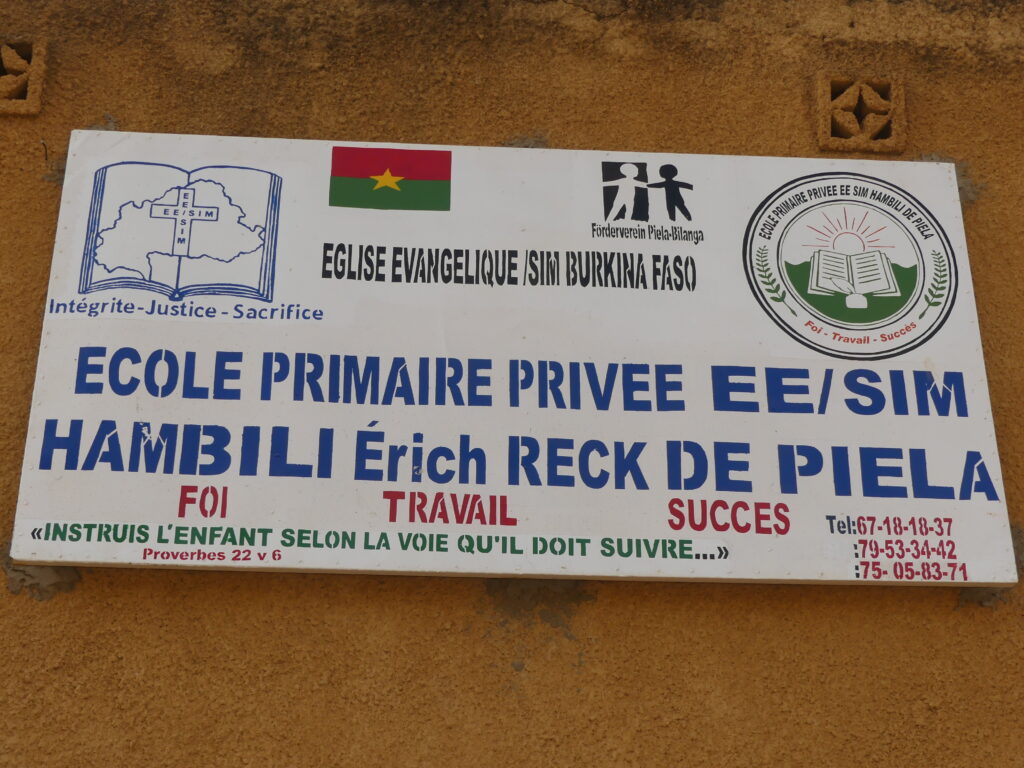 EE/SIM
EE SIM
Intégrite-Justice-Sacrifice
Förderverein Piela-Bilanga
EGLISE EVANGELIQUE /SIM BURKINA FASO
ECOLE PRIMAIRE PRIVEE EE SIM HAMBILI DE PIELA
Foi - Travail - Succès
ECOLE PRIMAIRE PRIVEE EE/SIM
HAMBILI Érich RECK DE PIELA
FOI TRAVAIL SUCCES
«INSTRUIS L'ENFANT SELON LA VOIE QU'IL DOIT SUIVRE...»
Proverbes 22 v 6
Tel:67-18-18-37
:79-53-34-42
:75- 05-83-71